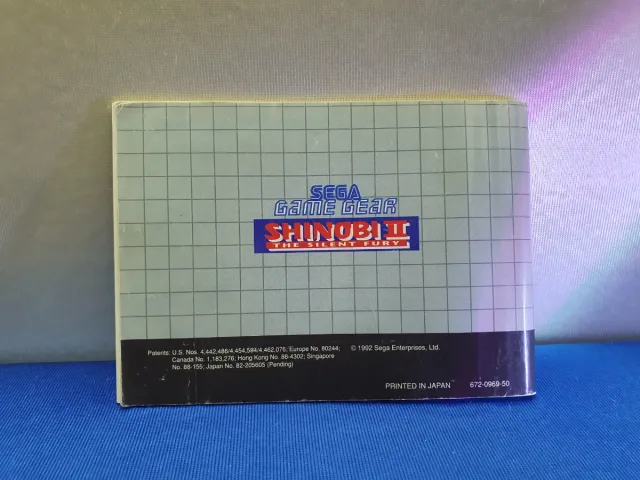 SEGA
GAME GEAR
SHINOBI II
THE SILENT FURY
Patents: U.S. Nos. 4,442,486/4,454,594/4,462,076; Europe No. 80244;
Canada No. 1,183,276; Hong Kong No. 88-4302; Singapore
No. 88-155; Japan No. 82-205605 (Pending)
© 1992 Sega Enterprises, Ltd.
PRINTED IN JAPAN 672-0969-50